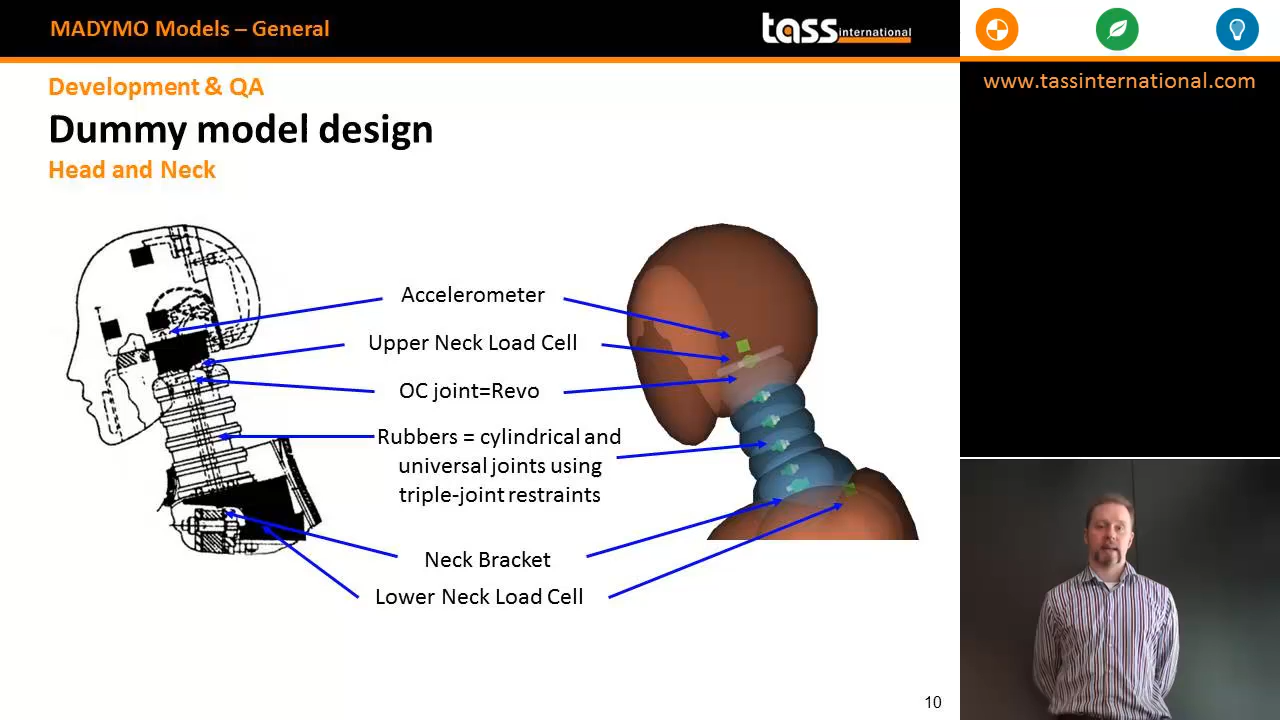 MADYMO Models – General
tass international
www.tassinternational.com
Development & QA
Dummy model design
Head and Neck
Accelerometer
Upper Neck Load Cell
OC joint=Revo
Rubbers = cylindrical and
universal joints using
triple-joint restraints
Neck Bracket
Lower Neck Load Cell
10